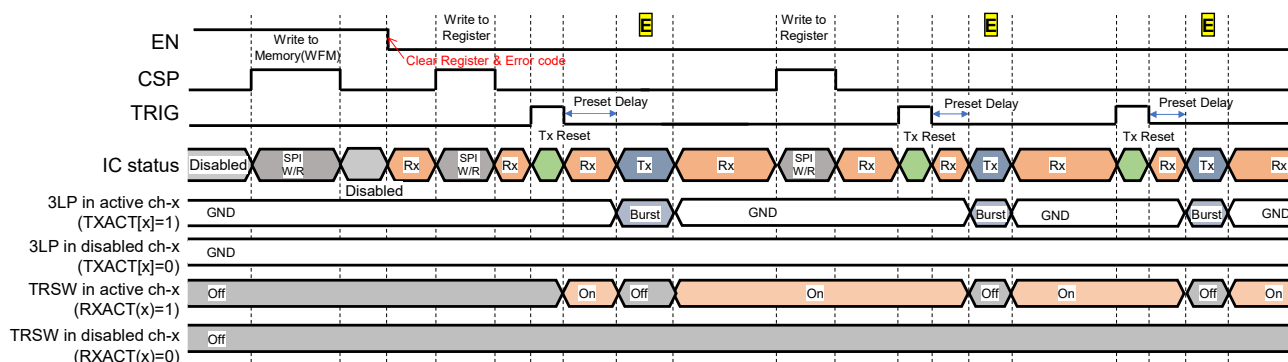 Write to
Register
E
Write to
Register
E
E
EN
Write to
Memory(WFM)
Clear Register & Error code
CSP
TRIG
Preset Delay
Preset Delay
Preset Delay
Tx Reset
Tx Reset
Tx Reset
IC status
Disabled
SPI
W/R
Disabled
Rx
SPI
W/R
Rx
Rx
Tx
Rx
SPI
W/R
Rx
Rx
Tx
Rx
Rx
Tx
Rx
3LP in active ch-x
(TXACT[x]=1)
GND
Burst
GND
Burst
GND
Burst
GND
3LP in disabled ch-x
(TXACT[x]=0)
GND
TRSW in active ch-x
(RXACT(x)=1)
Off
On
Off
On
Off
On
Off
On
TRSW in disabled ch-x
(RXACT(x)=0)
Off